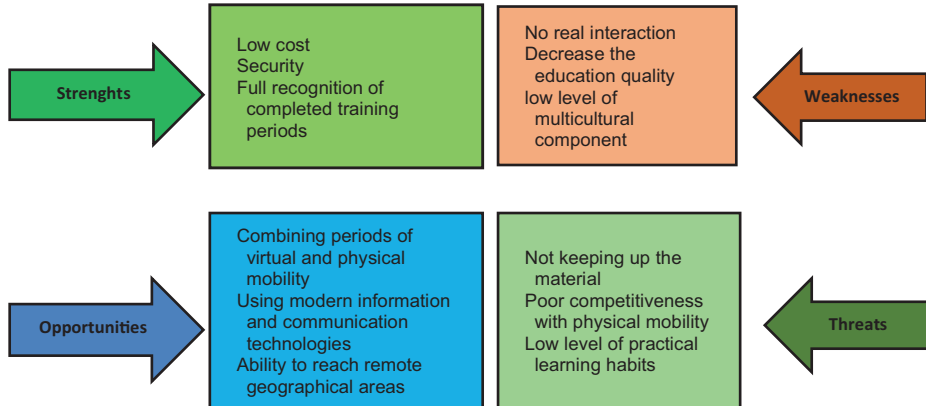 Strenghts
Low cost
Security
Full recognition of
completed training
periods
No real interaction
Decrease the
education quality
low level of
multicultural
component
Weaknesses
Opportunities
Combining periods of
virtual and physical
mobility
Using modern information
and communication
technologies
Ability to reach remote
geographical areas
Not keeping up the
material
Poor competitiveness
with physical mobility
Low level of practical
learning habits
Threats